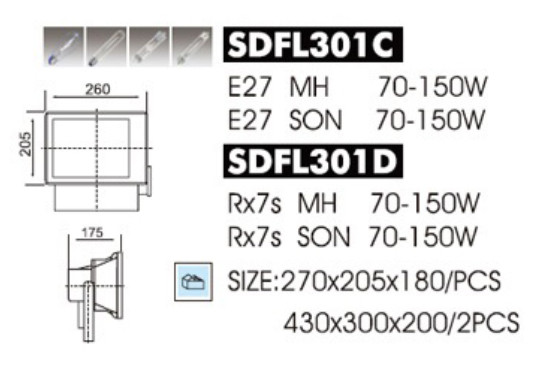 SDFL301C
E27 MH 70-150W
E27 SON 70-150W
SDFL301D
Rx7s MH 70-150W
Rx7s SON 70-150W
SIZE:270x205x180/PCS
430x300x200/2PCS
260
205
175